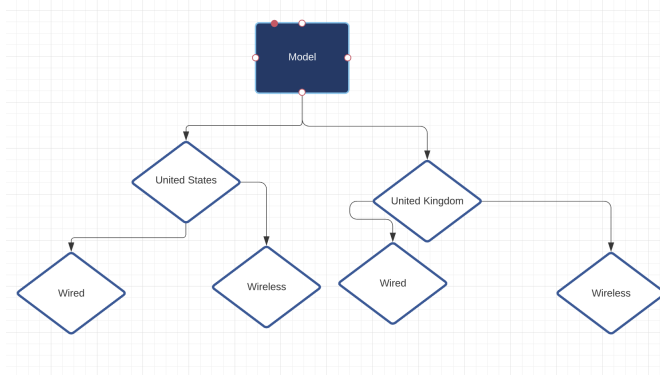 Model
United States
United Kingdom
Wired
Wireless
Wired
Wireless